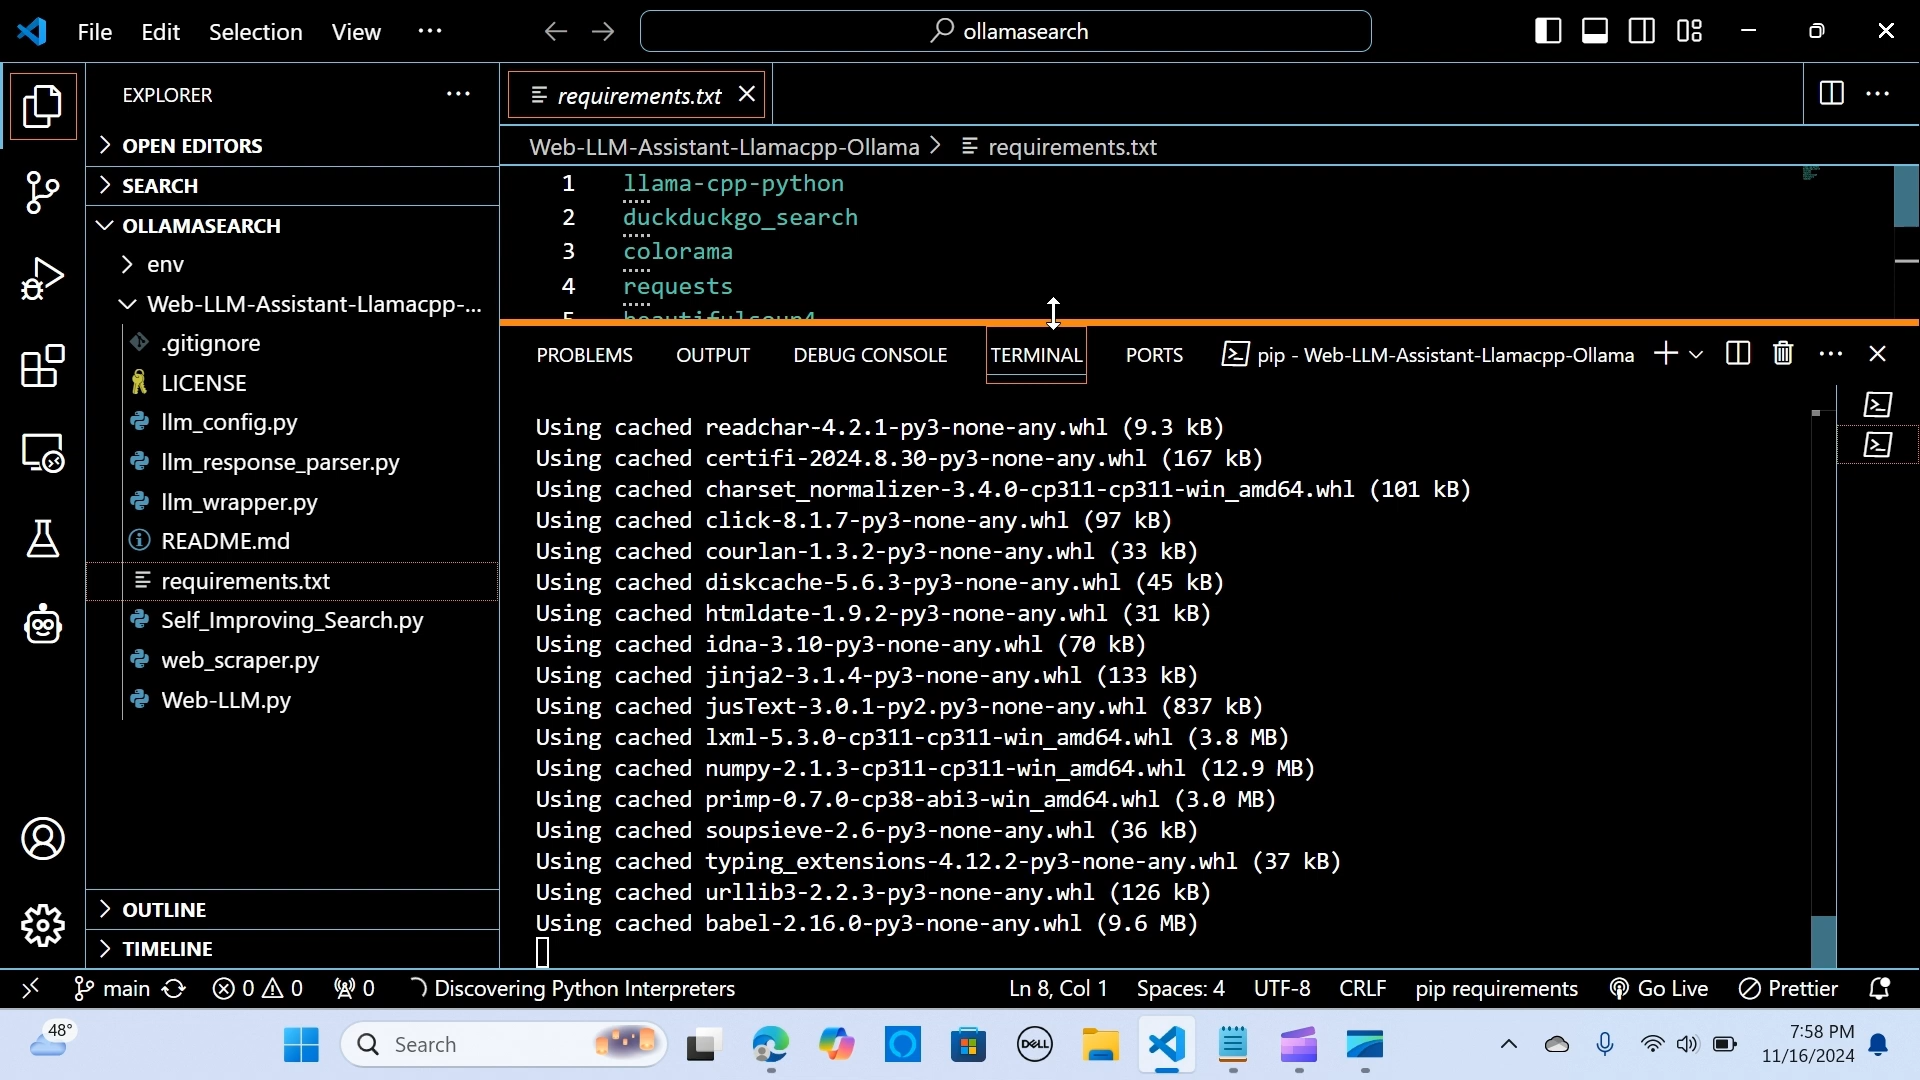 File Edit Selection View ···
ollamasearch
EXPLORER
OPEN EDITORS
SEARCH
OLLAMASEARCH
env
Web-LLM-Assistant-Llamacpp-...
.gitignore
LICENSE
llm_config.py
llm_response_parser.py
llm_wrapper.py
README.md
requirements.txt
Self_Improving_Search.py
web_scraper.py
Web-LLM.py
OUTLINE
TIMELINE
requirements.txt
Web-LLM-Assistant-Llamacpp-Ollama > requirements.txt
1 llama-cpp-python
2 duckduckgo_search
3 colorama
4 requests
5 beautifulsoup4
PROBLEMS OUTPUT DEBUG CONSOLE TERMINAL PORTS pip - Web-LLM-Assistant-Llamacpp-Ollama
Using cached readchar-4.2.1-py3-none-any.whl (9.3 kB)
Using cached certifi-2024.8.30-py3-none-any.whl (167 kB)
Using cached charset_normalizer-3.4.0-cp311-cp311-win_amd64.whl (101 kB)
Using cached click-8.1.7-py3-none-any.whl (97 kB)
Using cached courlan-1.3.2-py3-none-any.whl (33 kB)
Using cached diskcache-5.6.3-py3-none-any.whl (45 kB)
Using cached htmldate-1.9.2-py3-none-any.whl (31 kB)
Using cached idna-3.10-py3-none-any.whl (70 kB)
Using cached jinja2-3.1.4-py3-none-any.whl (133 kB)
Using cached jusText-3.0.1-py2.py3-none-any.whl (837 kB)
Using cached lxml-5.3.0-cp311-cp311-win_amd64.whl (3.8 MB)
Using cached numpy-2.1.3-cp311-cp311-win_amd64.whl (12.9 MB)
Using cached primp-0.7.0-cp38-abi3-win_amd64.whl (3.0 MB)
Using cached soupsieve-2.6-py3-none-any.whl (36 kB)
Using cached typing_extensions-4.12.2-py3-none-any.whl (37 kB)
Using cached urllib3-2.2.3-py3-none-any.whl (126 kB)
Using cached babel-2.16.0-py3-none-any.whl (9.6 MB)
main 0 0 0 Discovering Python Interpreters Ln 8, Col 1 Spaces: 4 UTF-8 CRLF pip requirements Go Live Prettier
48°
Search
DELL
7:58 PM
11/16/2024